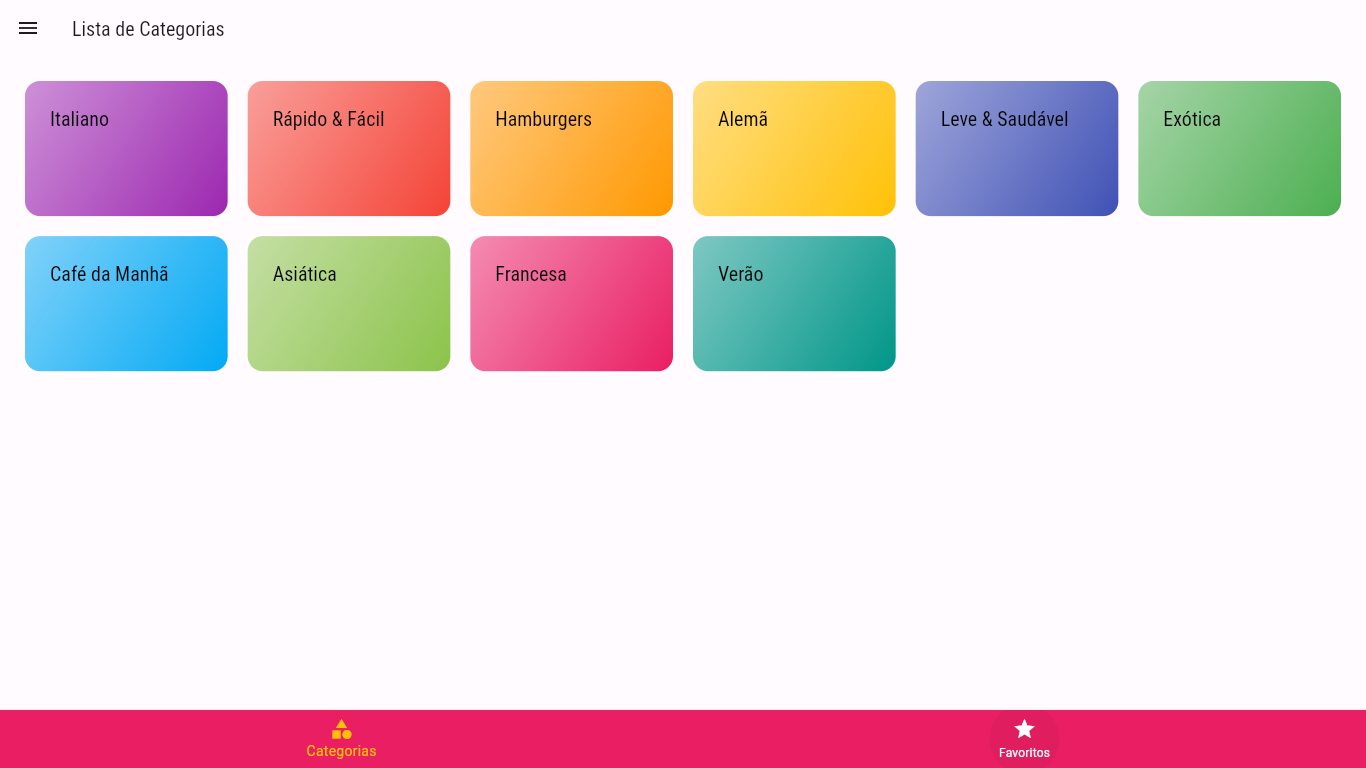 Lista de Categorias
Italiano
Rápido & Fácil
Hamburgers
Alemã
Leve & Saudável
Exótica
Café da Manhã
Asiática
Francesa
Verão
Categorias
Favoritos